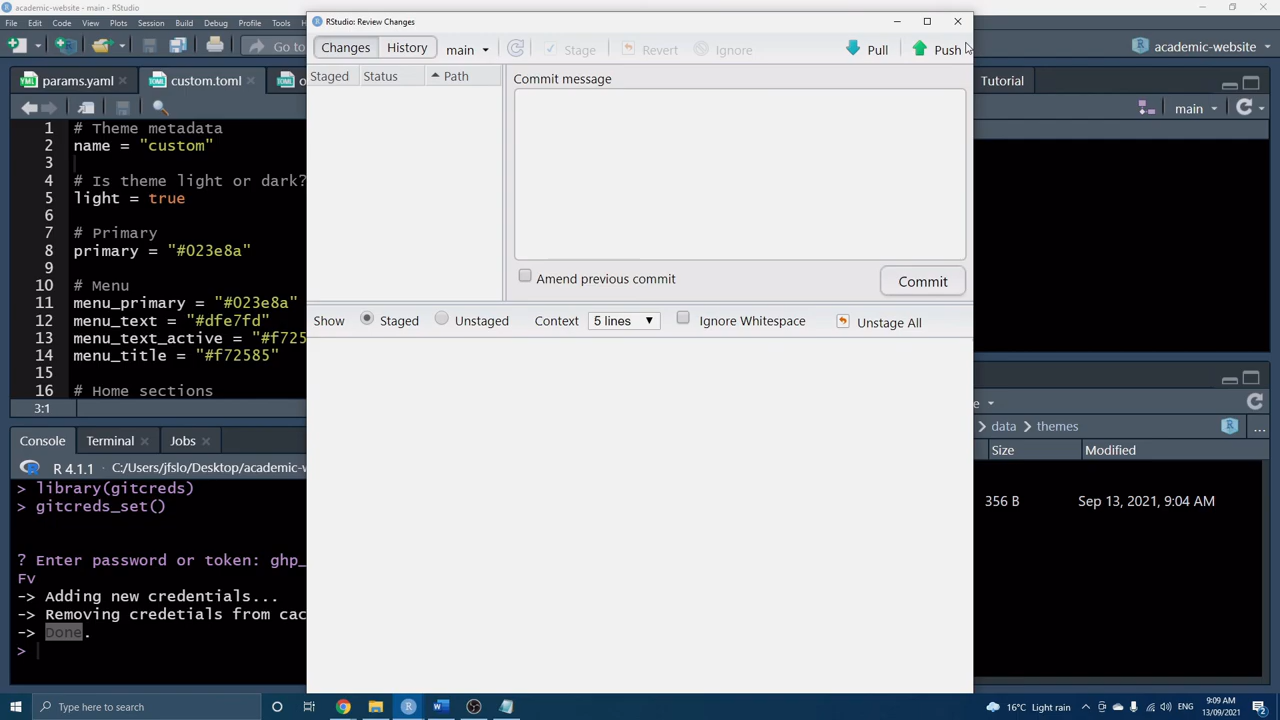 academic-website - main - RStudio
File Edit Code View Plots Session Build Debug Profile Tools
Go to
academic-website
RStudio: Review Changes
Changes History main Stage Revert Ignore Pull Push
Staged Status Path
Commit message
Amend previous commit
Commit
Show Staged Unstaged Context 5 lines Ignore Whitespace Unstage All
params.yaml custom.toml
1 # Theme metadata
2 name = "custom"
3
4 # Is theme light or dark?
5 light = true
6
7 # Primary
8 primary = "#023e8a"
9
10 # Menu
11 menu_primary = "#023e8a"
12 menu_text = "#dfe7fd"
13 menu_text_active = "#f725
14 menu_title = "#f72585"
15
16 # Home sections
3:1
Console Terminal Jobs
R 4.1.1 · C:/Users/jfslo/Desktop/academic-w
> library(gitcreds)
> gitcreds_set()
? Enter password or token: ghp_
Fv
-> Adding new credentials...
-> Removing credetials from cac
-> Done.
>
Tutorial
main
data themes
Size Modified
356 B Sep 13, 2021, 9:04 AM
Type here to search
16°C Light rain
ENG
9:09 AM
13/09/2021
2